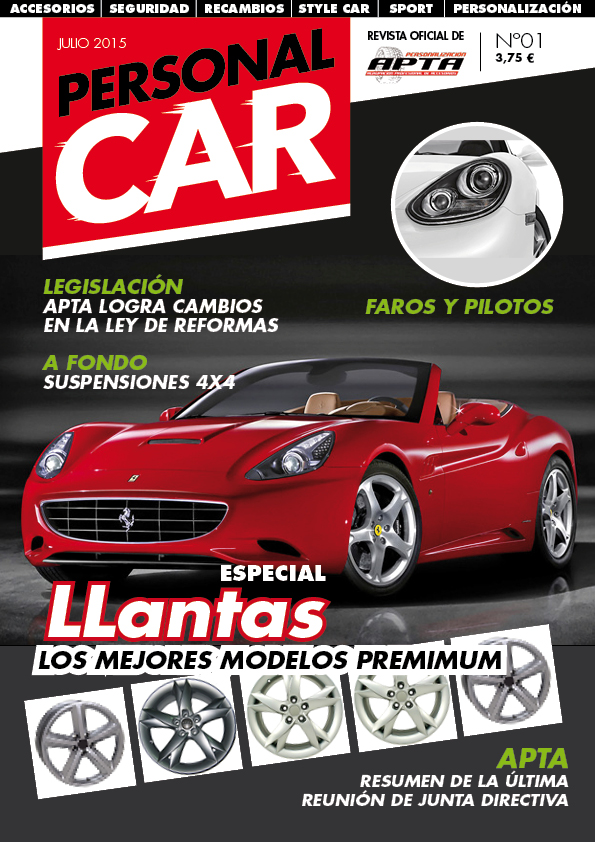 ACCESORIOS | SEGURIDAD | RECAMBIOS | STYLE CAR | SPORT | PERSONALIZACIÓN
JULIO 2015
PERSONAL
CAR
REVISTA OFICIAL DE
PERSONALIZACION
APTA
Nº01
3,75 €
LEGISLACIÓN
APTA LOGRA CAMBIOS
EN LA LEY DE REFORMAS
FAROS Y PILOTOS
A FONDO
SUSPENSIONES 4X4
ESPECIAL
LLantas
LOS MEJORES MODELOS PREMIMUM
APTA
RESUMEN DE LA ÚLTIMA
REUNIÓN DE JUNTA DIRECTIVA